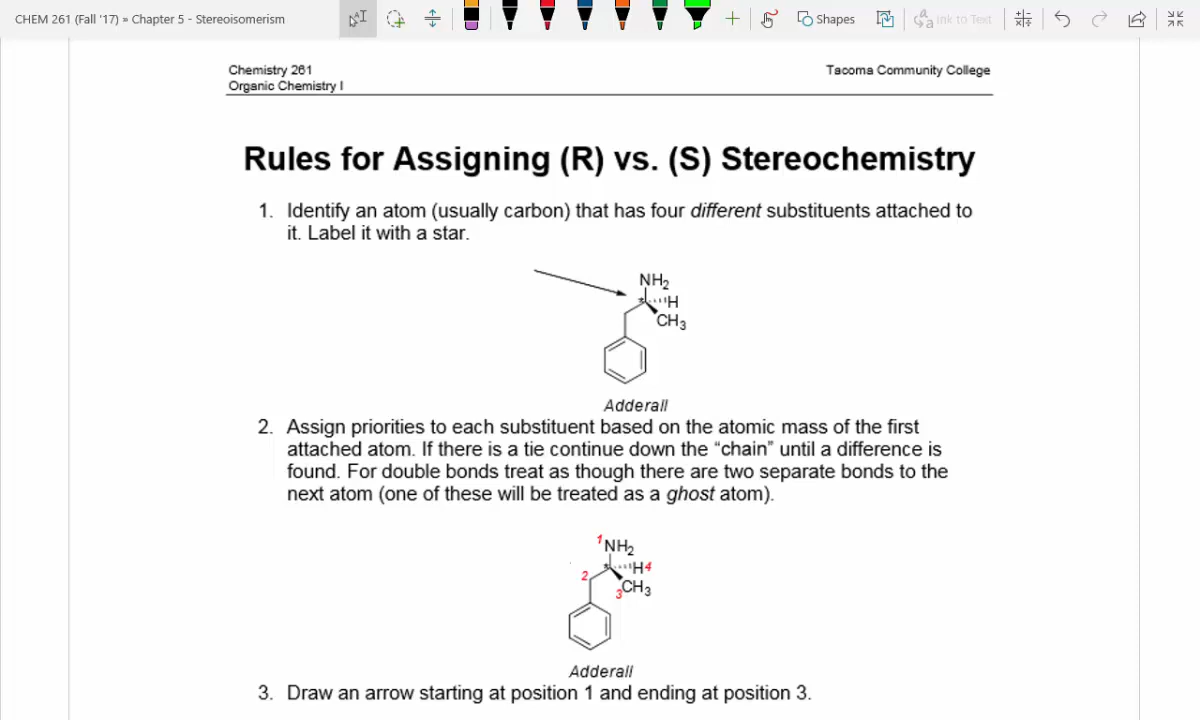 CHEM 261 (Fall '17) » Chapter 5 - Stereoisomerism
Shapes
Ink to Text
Chemistry 261
Tacoma Community College
Organic Chemistry I
Rules for Assigning (R) vs. (S) Stereochemistry
1. Identify an atom (usually carbon) that has four different substituents attached to
it. Label it with a star.
NH2
*
H
CH3
Adderall
2. Assign priorities to each substituent based on the atomic mass of the first
attached atom. If there is a tie continue down the “chain” until a difference is
found. For double bonds treat as though there are two separate bonds to the
next atom (one of these will be treated as a ghost atom).
1 NH2
* H 4
2
3 CH3
Adderall
3. Draw an arrow starting at position 1 and ending at position 3.